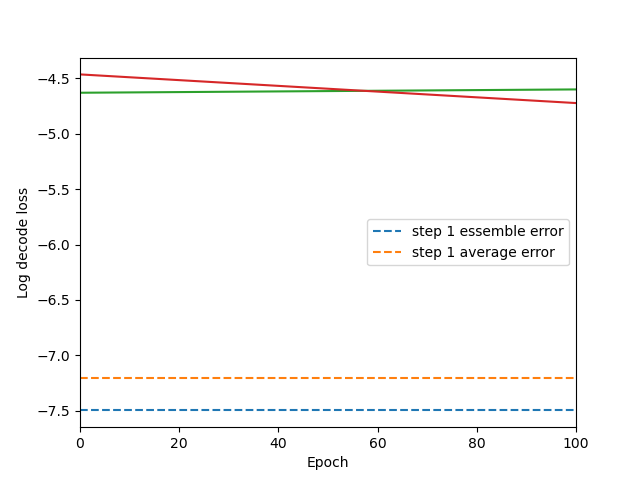 −4.5
−5.0
−5.5
−6.0
−6.5
−7.0
−7.5
Log decode loss
step 1 essemble error
step 1 average error
0 20 40 60 80 100
Epoch